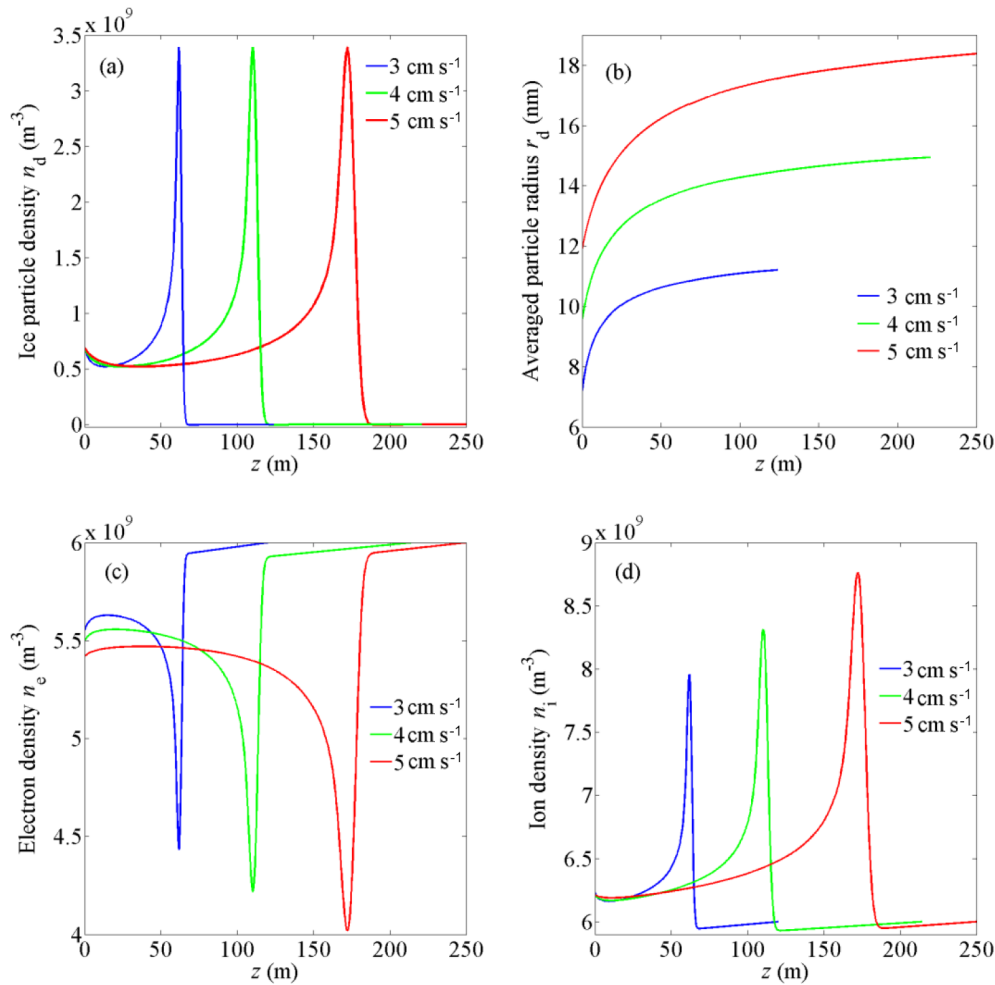 x 10⁹
3.5
3
2.5
2
1.5
1
0.5
0
Ice particle density n_d (m⁻³)
(a)
3 cm s⁻¹
4 cm s⁻¹
5 cm s⁻¹
0 50 100 150 200 250
z (m)
18
16
14
12
10
8
6
Averaged particle radius r_d (nm)
(b)
3 cm s⁻¹
4 cm s⁻¹
5 cm s⁻¹
0 50 100 150 200 250
z (m)
x 10⁹
6
5.5
5
4.5
4
Electron density n_e (m⁻³)
(c)
3 cm s⁻¹
4 cm s⁻¹
5 cm s⁻¹
0 50 100 150 200 250
z (m)
x 10⁹
9
8.5
8
7.5
7
6.5
6
Ion density n_i (m⁻³)
(d)
3 cm s⁻¹
4 cm s⁻¹
5 cm s⁻¹
0 50 100 150 200 250
z (m)